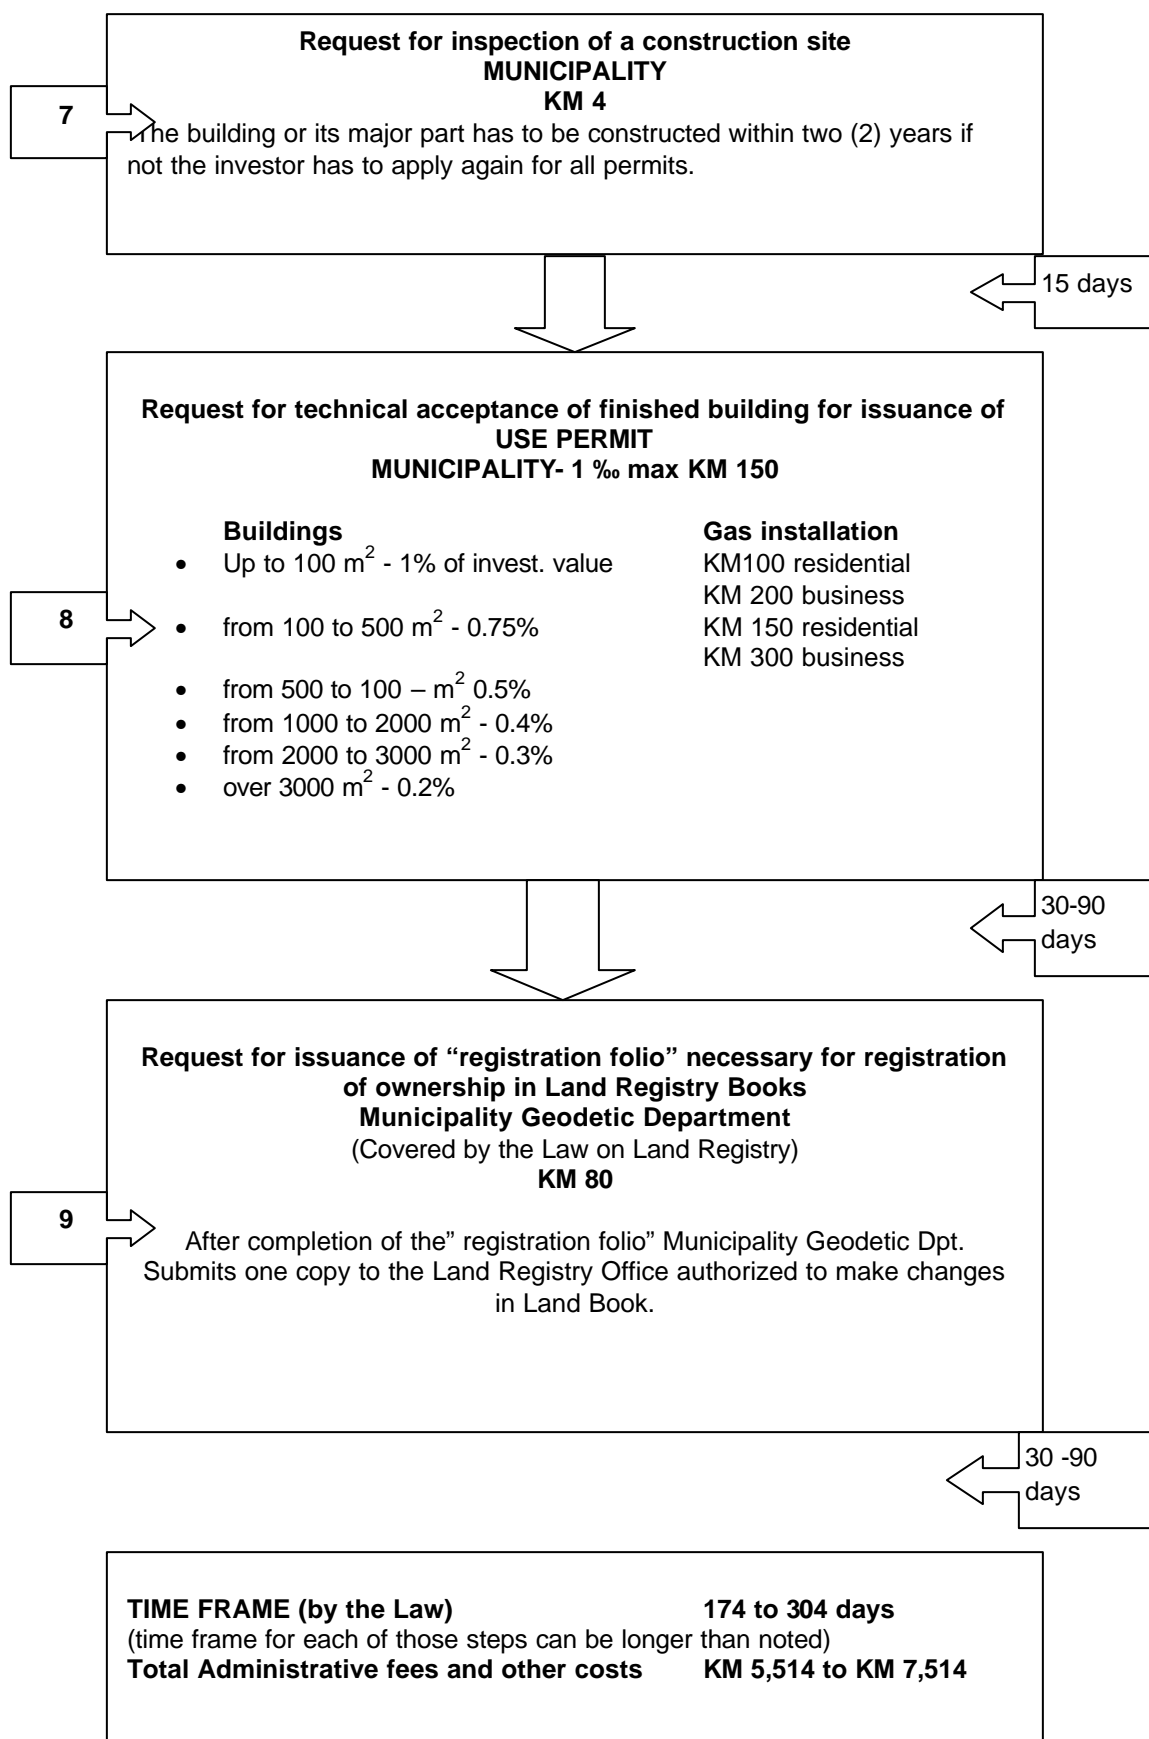 Request for inspection of a construction site
MUNICIPALITY
KM 4
7
The building or its major part has to be constructed within two (2) years if
not the investor has to apply again for all permits.
15 days
Request for technical acceptance of finished building for issuance of
USE PERMIT
MUNICIPALITY- 1 ‰ max KM 150
Buildings Gas installation
• Up to 100 m² - 1% of invest. value KM100 residential
KM 200 business
8
• from 100 to 500 m² - 0.75% KM 150 residential
KM 300 business
• from 500 to 100 – m² 0.5%
• from 1000 to 2000 m² - 0.4%
• from 2000 to 3000 m² - 0.3%
• over 3000 m² - 0.2%
30-90
days
Request for issuance of “registration folio” necessary for registration
of ownership in Land Registry Books
Municipality Geodetic Department
(Covered by the Law on Land Registry)
KM 80
9
After completion of the” registration folio” Municipality Geodetic Dpt.
Submits one copy to the Land Registry Office authorized to make changes
in Land Book.
30 -90
days
TIME FRAME (by the Law) 174 to 304 days
(time frame for each of those steps can be longer than noted)
Total Administrative fees and other costs KM 5,514 to KM 7,514